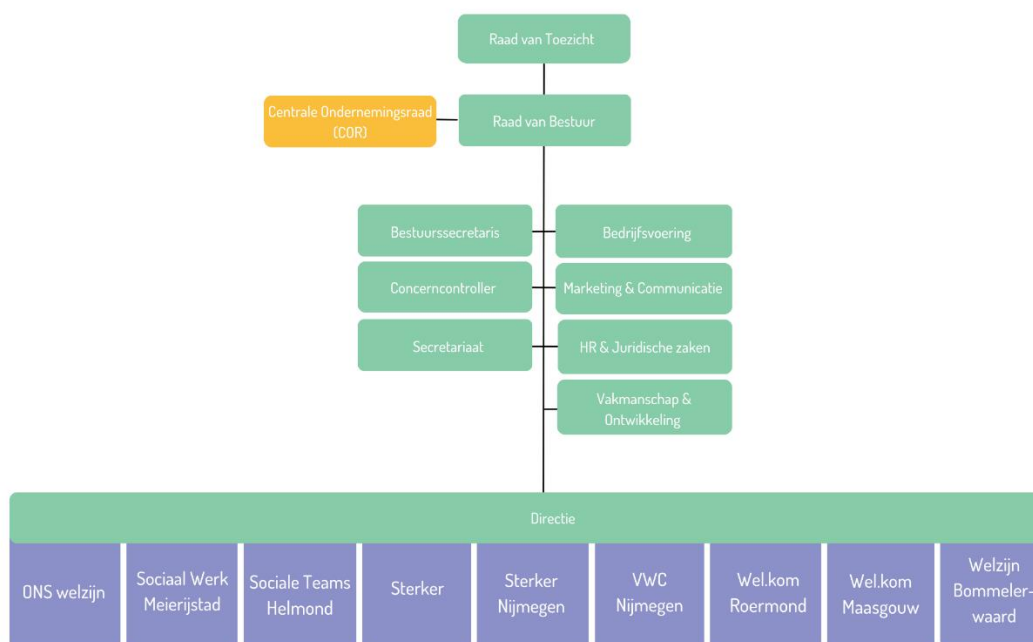 Raad van Toezicht
Centrale Ondernemingsraad
(COR)
Raad van Bestuur
Bestuurssecretaris
Bedrijfsvoering
Concerncontroller
Marketing & Communicatie
Secretariaat
HR & Juridische zaken
Vakmanschap &
Ontwikkeling
Directie
ONS welzijn
Sociaal Werk
Meierijstad
Sociale Teams
Helmond
Sterker
Sterker
Nijmegen
VWC
Nijmegen
Wel.kom
Roermond
Wel.kom
Maasgouw
Welzijn
Bommeler-
waard